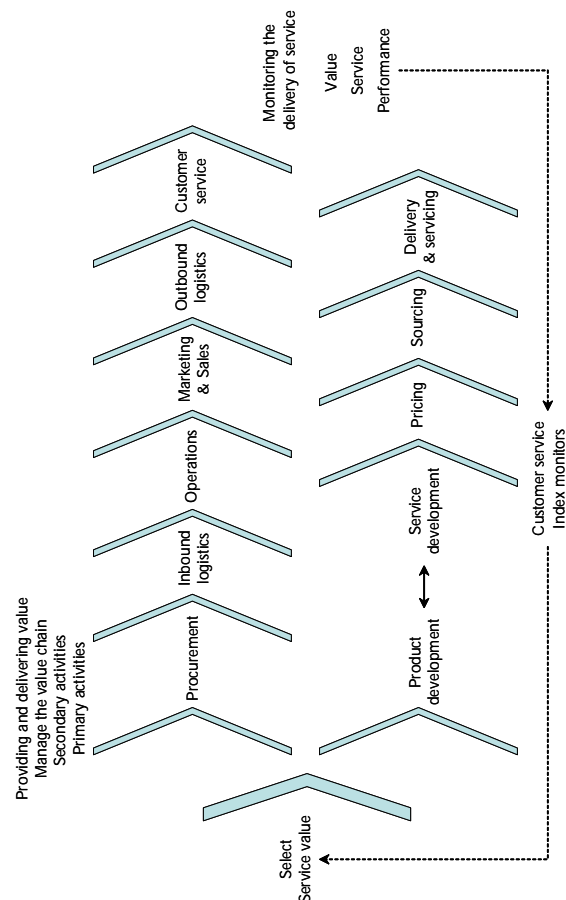 Providing and delivering value
Manage the value chain
Secondary activities
Primary activities
Select
Service value
Procurement
Inbound
logistics
Operations
Marketing
& Sales
Outbound
logistics
Customer
service
Product
development
Service
development
Pricing
Sourcing
Delivery
& servicing
Monitoring the
delivery of service
Value
Service
Performance
Customer service
Index monitors